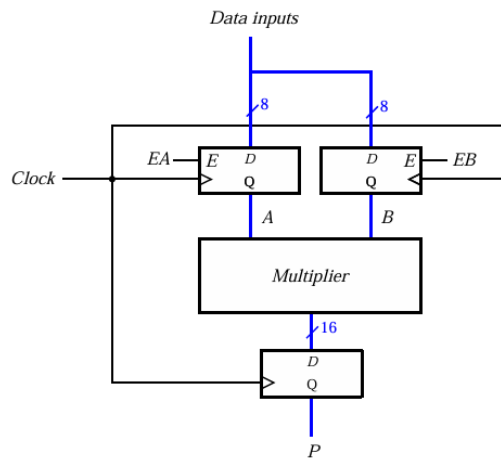 Data inputs
8 8
EA E D D E EB
Clock Q Q
A B
Multiplier
16
D
Q
P